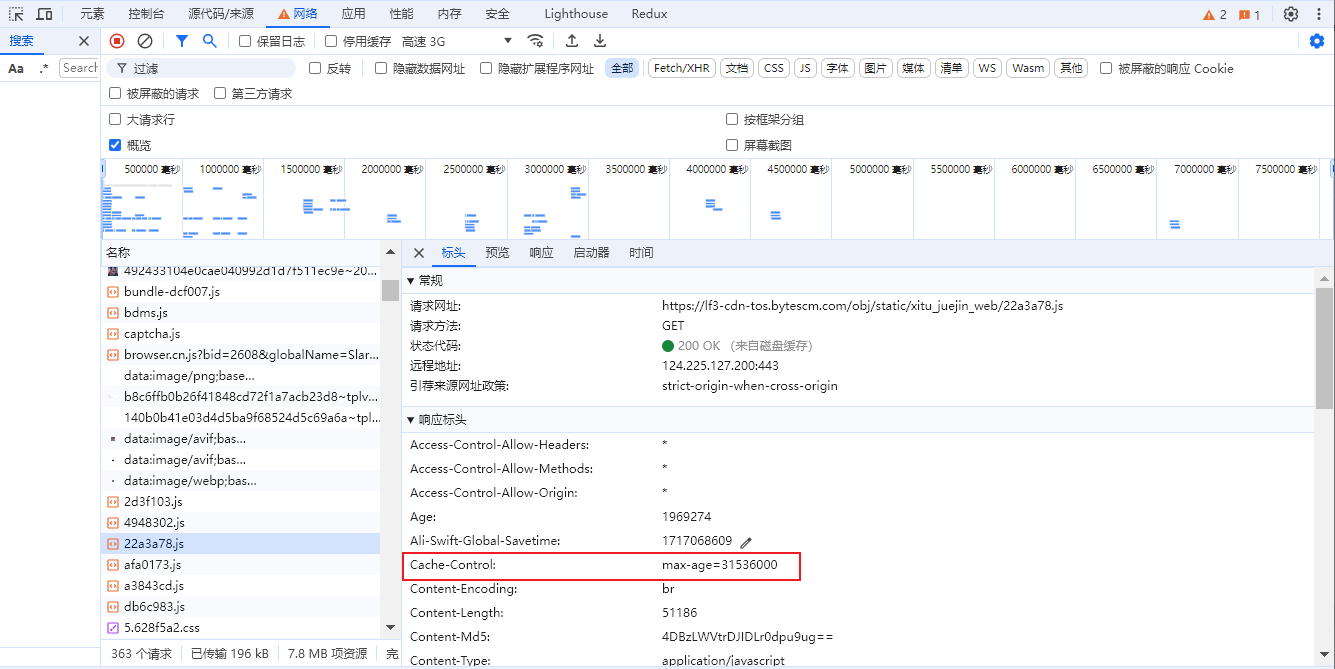 元素 控制台 源代码/来源 网络 应用 性能 内存 安全 Lighthouse Redux 2 1
搜索 保留日志 停用缓存 高速 3G
Aa .* Search 过滤 反转 隐藏数据网址 隐藏扩展程序网址 全部 Fetch/XHR 文档 CSS JS 字体 图片 媒体 清单 WS Wasm 其他 被屏蔽的响应 Cookie
被屏蔽的请求 第三方请求
大请求行 按框架分组
概览 屏幕截图
500000 毫秒 1000000 毫秒 1500000 毫秒 2000000 毫秒 2500000 毫秒 3000000 毫秒 3500000 毫秒 4000000 毫秒 4500000 毫秒 5000000 毫秒 5500000 毫秒 6000000 毫秒 6500000 毫秒 7000000 毫秒 7500000 毫秒
名称
492433104e0cae040992d1d7f511ec9e~20...
bundle-dcf007.js
bdms.js
captcha.js
browser.cn.js?bid=2608&globalName=Slar...
data:image/png;base...
b8c6ffb0b26f41848cd72f1a7acb23d8~tplv...
140b0b41e03d4d5ba9f68524d5c69a6a~tpl...
data:image/avif;bas...
data:image/avif;bas...
data:image/webp;bas...
2d3f103.js
4948302.js
22a3a78.js
afa0173.js
a3843cd.js
db6c983.js
5.628f5a2.css
363 个请求 已传输 196 kB 7.8 MB 项资源 完
标头 预览 响应 启动器 时间
常规
请求网址: https://lf3-cdn-tos.bytescm.com/obj/static/xitu_juejin_web/22a3a78.js
请求方法: GET
状态代码: 200 OK （来自磁盘缓存）
远程地址: 124.225.127.200:443
引荐来源网址政策: strict-origin-when-cross-origin
响应标头
Access-Control-Allow-Headers: *
Access-Control-Allow-Methods: *
Access-Control-Allow-Origin: *
Age: 1969274
Ali-Swift-Global-Savetime: 1717068609
Cache-Control: max-age=31536000
Content-Encoding: br
Content-Length: 51186
Content-Md5: 4DBzLWVtrDJIDLr0dpu9ug==
Content-Type: application/javascript